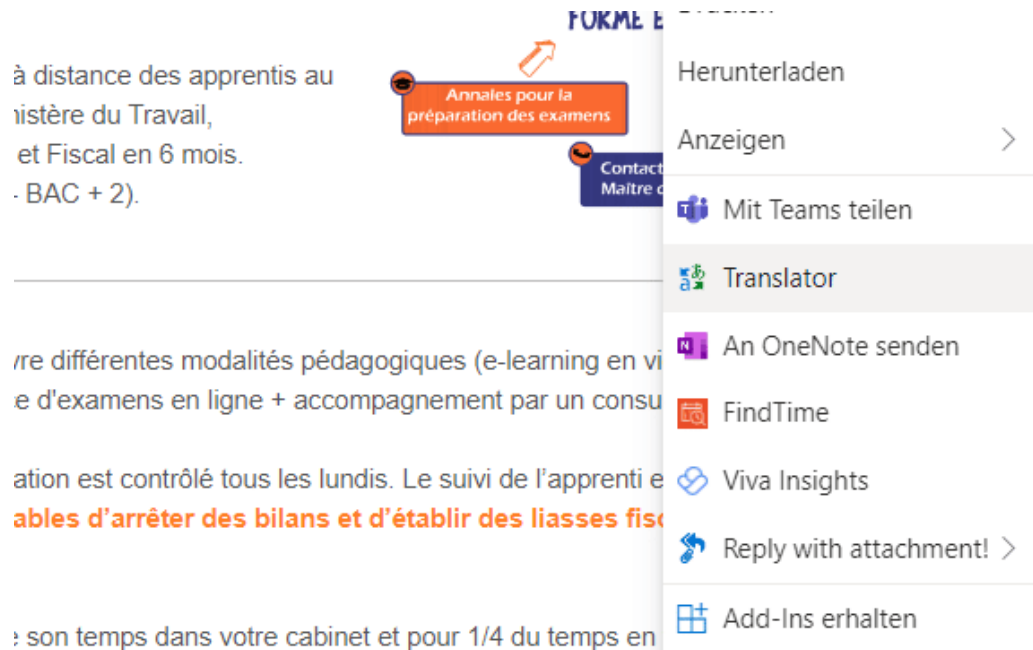 FORME E
Drucken
à distance des apprentis au
nistère du Travail,
et Fiscal en 6 mois.
- BAC + 2).
Annales pour la
préparation des examens
Contact
Maître d
Herunterladen
Anzeigen
Mit Teams teilen
Translator
An OneNote senden
FindTime
Viva Insights
Reply with attachment!
Add-Ins erhalten
vre différentes modalités pédagogiques (e-learning en vi
e d'examens en ligne + accompagnement par un consu
ation est contrôlé tous les lundis. Le suivi de l’apprenti e
ables d’arrêter des bilans et d’établir des liasses fisc
e son temps dans votre cabinet et pour 1/4 du temps en